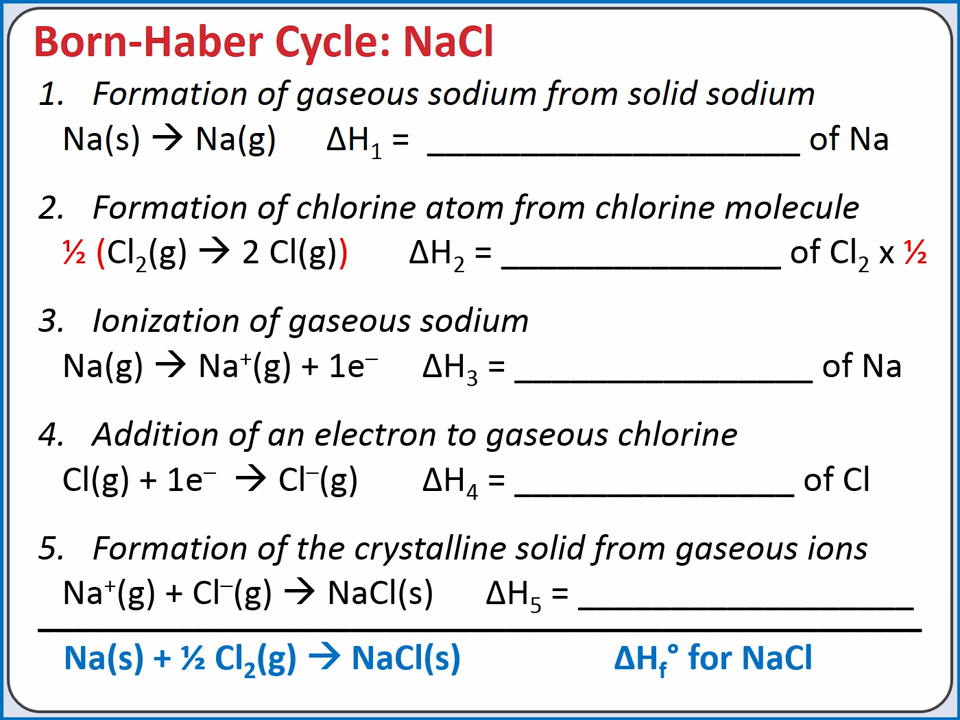 Born-Haber Cycle: NaCl
1. Formation of gaseous sodium from solid sodium
Na(s) → Na(g) ΔH₁ = ____________________ of Na
2. Formation of chlorine atom from chlorine molecule
½ (Cl₂(g) → 2 Cl(g)) ΔH₂ = _______________ of Cl₂ x ½
3. Ionization of gaseous sodium
Na(g) → Na⁺(g) + 1e⁻ ΔH₃ = ________________ of Na
4. Addition of an electron to gaseous chlorine
Cl(g) + 1e⁻ → Cl⁻(g) ΔH₄ = _______________ of Cl
5. Formation of the crystalline solid from gaseous ions
Na⁺(g) + Cl⁻(g) → NaCl(s) ΔH₅ = __________________
Na(s) + ½ Cl₂(g) → NaCl(s) ΔHf° for NaCl